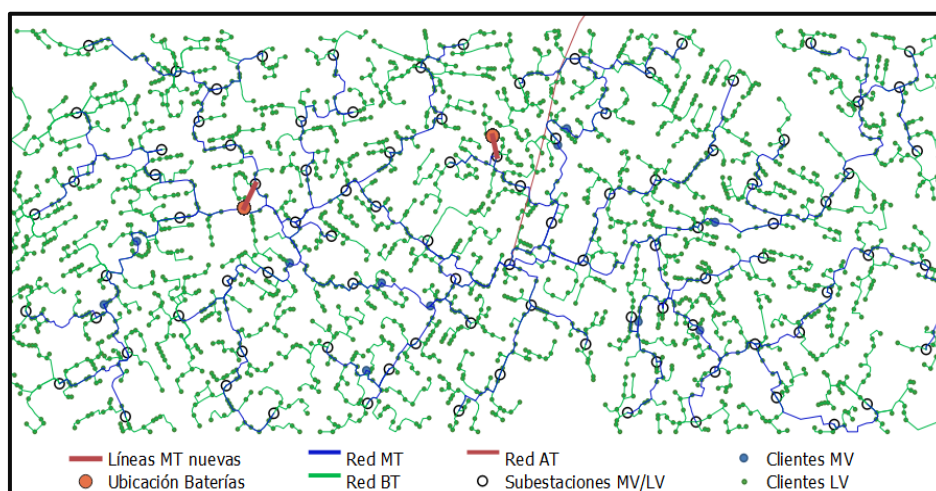 Líneas MT nuevas Red MT Red AT Clientes MV
Ubicación Baterías Red BT Subestaciones MV/LV Clientes LV